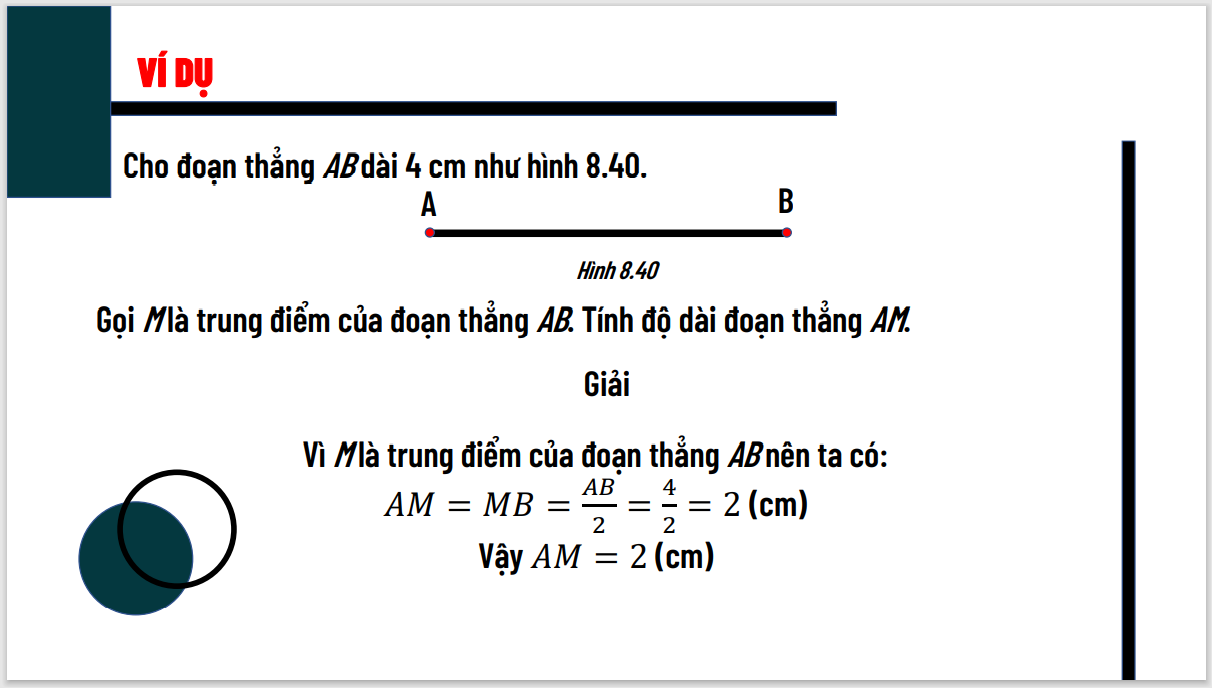 VÍ DỤ
Cho đoạn thẳng AB dài 4 cm như hình 8.40.
A B
Hình 8.40
Gọi M là trung điểm của đoạn thẳng AB. Tính độ dài đoạn thẳng AM.
Giải
Vì M là trung điểm của đoạn thẳng AB nên ta có:
AM = MB = AB/2 = 4/2 = 2 (cm)
Vậy AM = 2 (cm)